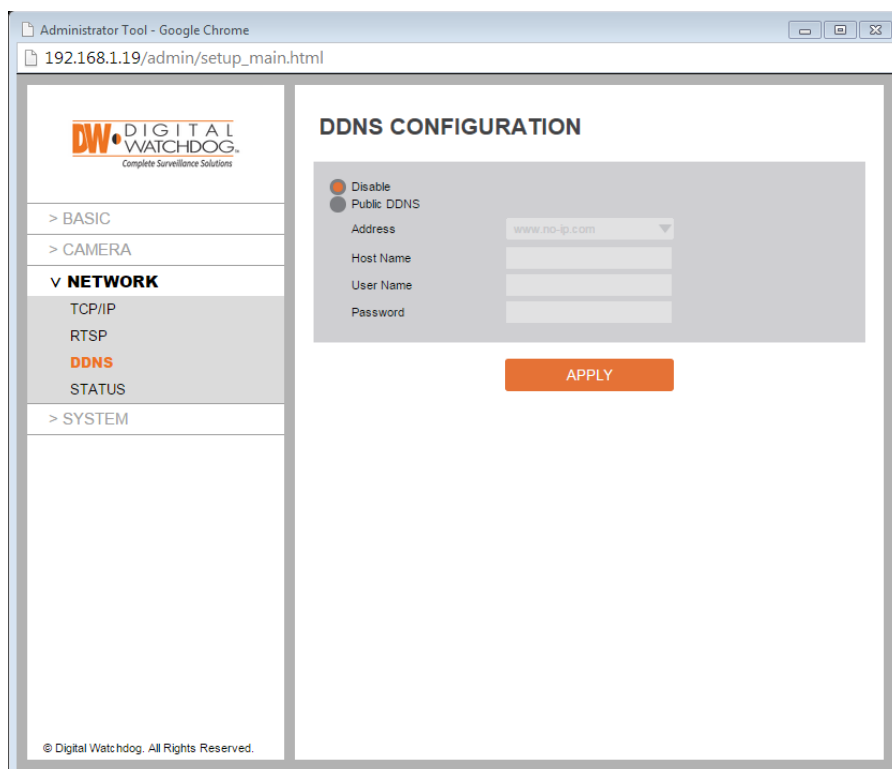 Administrator Tool - Google Chrome
192.168.1.19/admin/setup_main.html
DW DIGITAL
WATCHDOG™
Complete Surveillance Solutions
> BASIC
> CAMERA
v NETWORK
TCP/IP
RTSP
DDNS
STATUS
> SYSTEM
© Digital Watchdog. All Rights Reserved.
DDNS CONFIGURATION
Disable
Public DDNS
Address www.no-ip.com
Host Name
User Name
Password
APPLY